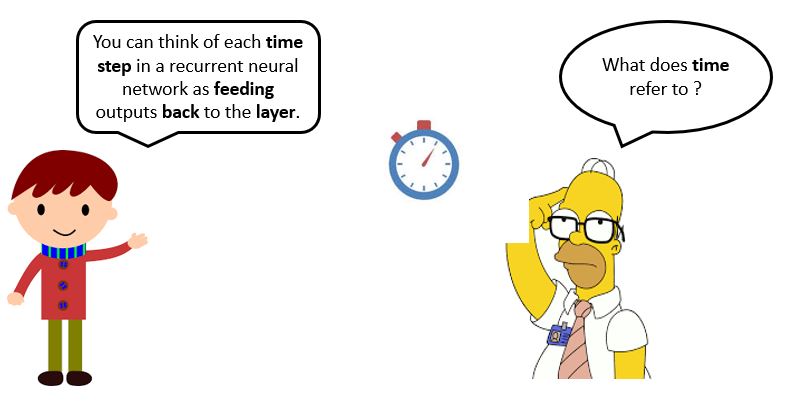 You can think of each time
step in a recurrent neural
network as feeding
outputs back to the layer.
What does time
refer to ?